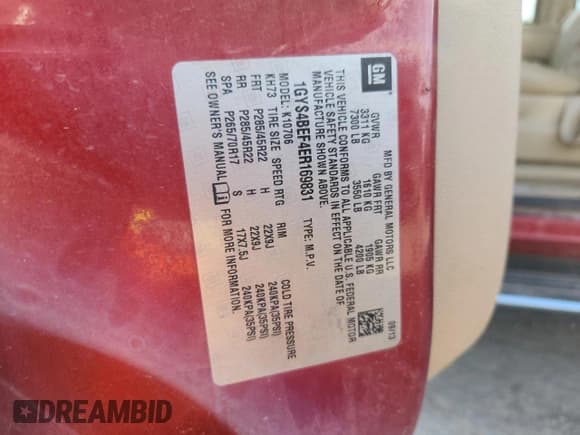 GM
MFD BY GENERAL MOTORS LLC
09/13
GVWR GAWR FRT GAWR RR
3311 KG 1610 KG 1905 KG
7300 LB 3550 LB 4200 LB
THIS VEHICLE CONFORMS TO ALL APPLICABLE U.S. FEDERAL MOTOR
VEHICLE SAFETY STANDARDS IN EFFECT ON THE DATE OF
MANUFACTURE SHOWN ABOVE.
1GYS4BEF4ER169831 TYPE: M.P.V.
MODEL: K10706
KH73 TIRE SIZE SPEED RTG RIM COLD TIRE PRESSURE
FRT P285/45R22 H 22X9J 240KPA(35PSI)
RR P285/45R22 H 22X9J 240KPA(35PSI)
SPA P265/70R17 S 17X7.5J 240KPA(35PSI)
SEE OWNER'S MANUAL FOR MORE INFORMATION.
DREAMBID